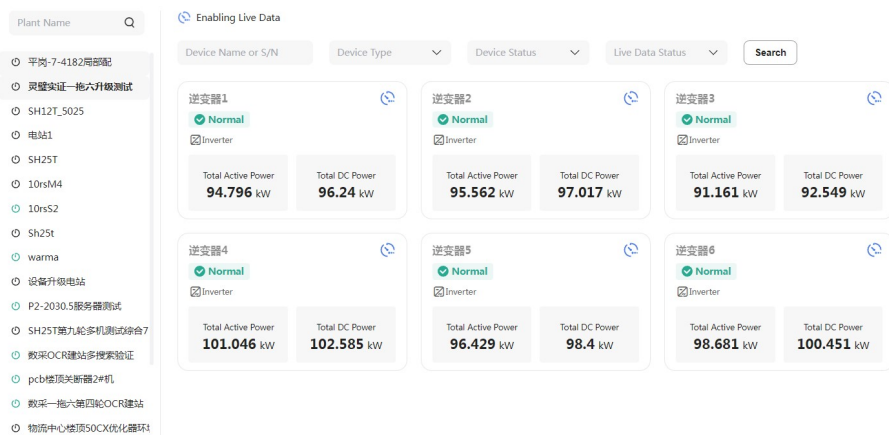 Plant Name
平岗-7-4182局部配
灵璧实证一拖六升级测试
SH12T_5025
电站1
SH25T
10rsM4
10rsS2
Sh25t
warma
设备升级电站
P2-2030.5服务器测试
SH25T第九轮多机测试综合7
数采OCR建站多搜索验证
pcb楼顶关断器2#机
数采一拖六第四轮OCR建站
物流中心楼顶50CX优化器环境
Enabling Live Data
Device Name or S/N Device Type Device Status Live Data Status Search
逆变器1
Normal
Inverter
Total Active Power Total DC Power
94.796 kW 96.24 kW
逆变器2
Normal
Inverter
Total Active Power Total DC Power
95.562 kW 97.017 kW
逆变器3
Normal
Inverter
Total Active Power Total DC Power
91.161 kW 92.549 kW
逆变器4
Normal
Inverter
Total Active Power Total DC Power
101.046 kW 102.585 kW
逆变器5
Normal
Inverter
Total Active Power Total DC Power
96.429 kW 98.4 kW
逆变器6
Normal
Inverter
Total Active Power Total DC Power
98.681 kW 100.451 kW